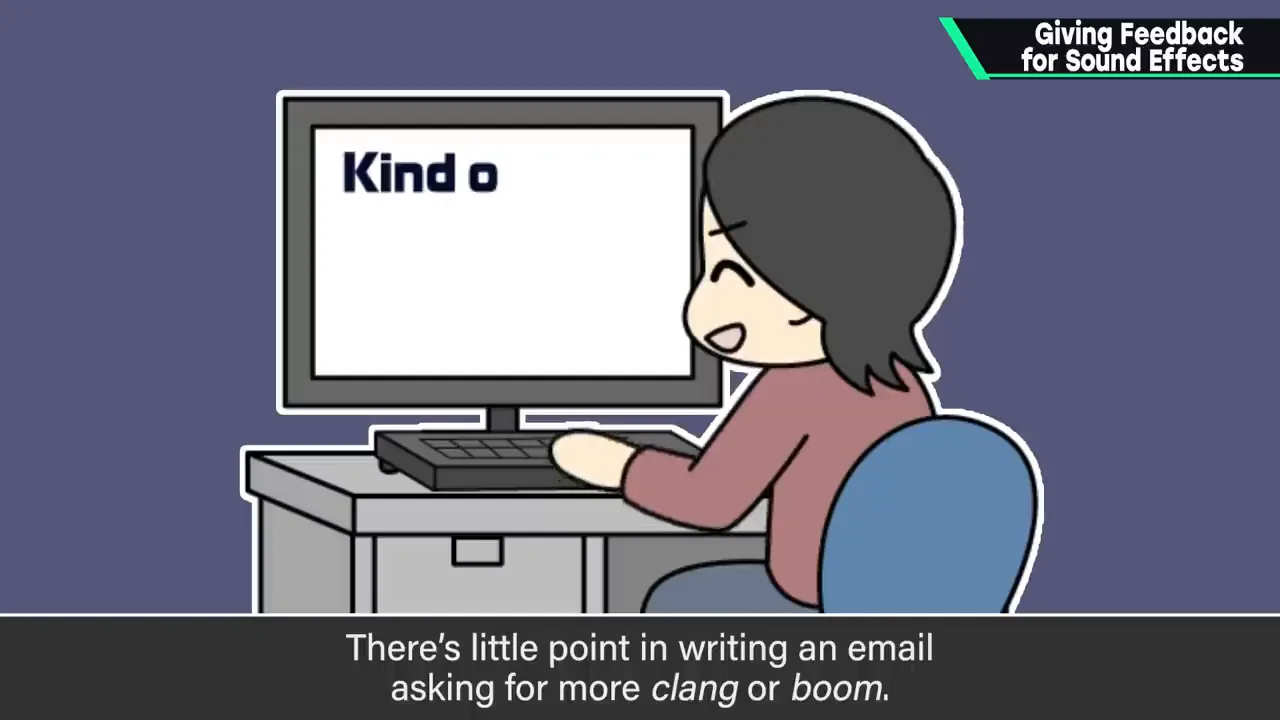 Giving Feedback
for Sound Effects
Kind o
There’s little point in writing an email
asking for more clang or boom.